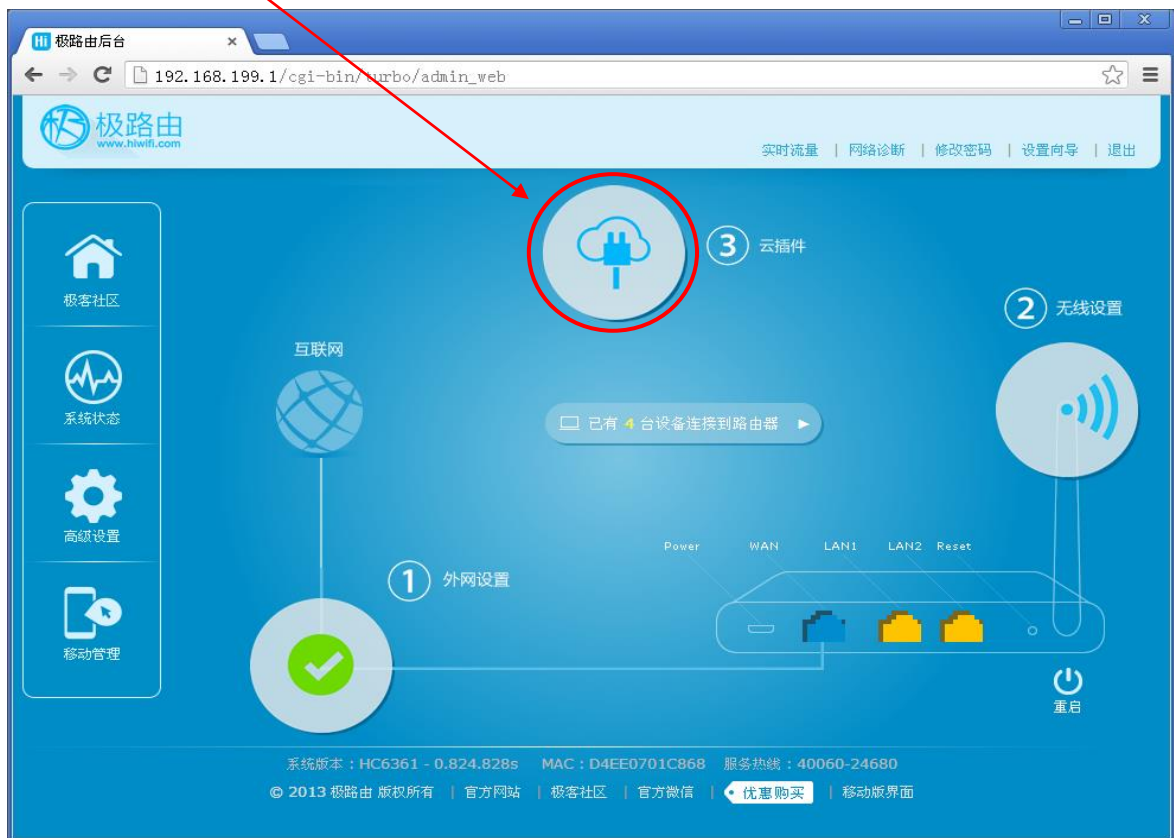 极路由后台
192.168.199.1/cgi-bin/turbo/admin_web
极路由
www.hiwifi.com
实时流量 | 网络诊断 | 修改密码 | 设置向导 | 退出
3 云插件
极客社区
2 无线设置
互联网
系统状态
已有 4 台设备连接到路由器
高级设置
Power WAN LAN1 LAN2 Reset
1 外网设置
移动管理
重启
系统版本：HC6361 - 0.824.828s MAC：D4EE0701C868 服务热线：40060-24680
© 2013 极路由 版权所有 | 官方网站 | 极客社区 | 官方微信 | 优惠购买 | 移动版界面